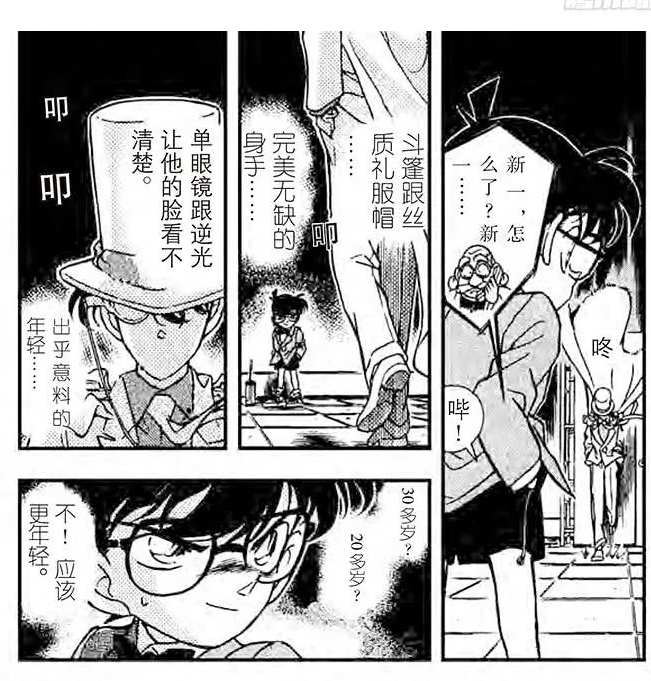 新一，怎
么了？新
一……
哔！
咚
斗篷跟丝
质礼服帽
……
叩
完美无缺的
身手……
单眼镜跟逆光
让他的脸看不
清楚。
叩
叩
出乎意料的
年轻……
30多岁？
20多岁？
不！应该
更年轻。